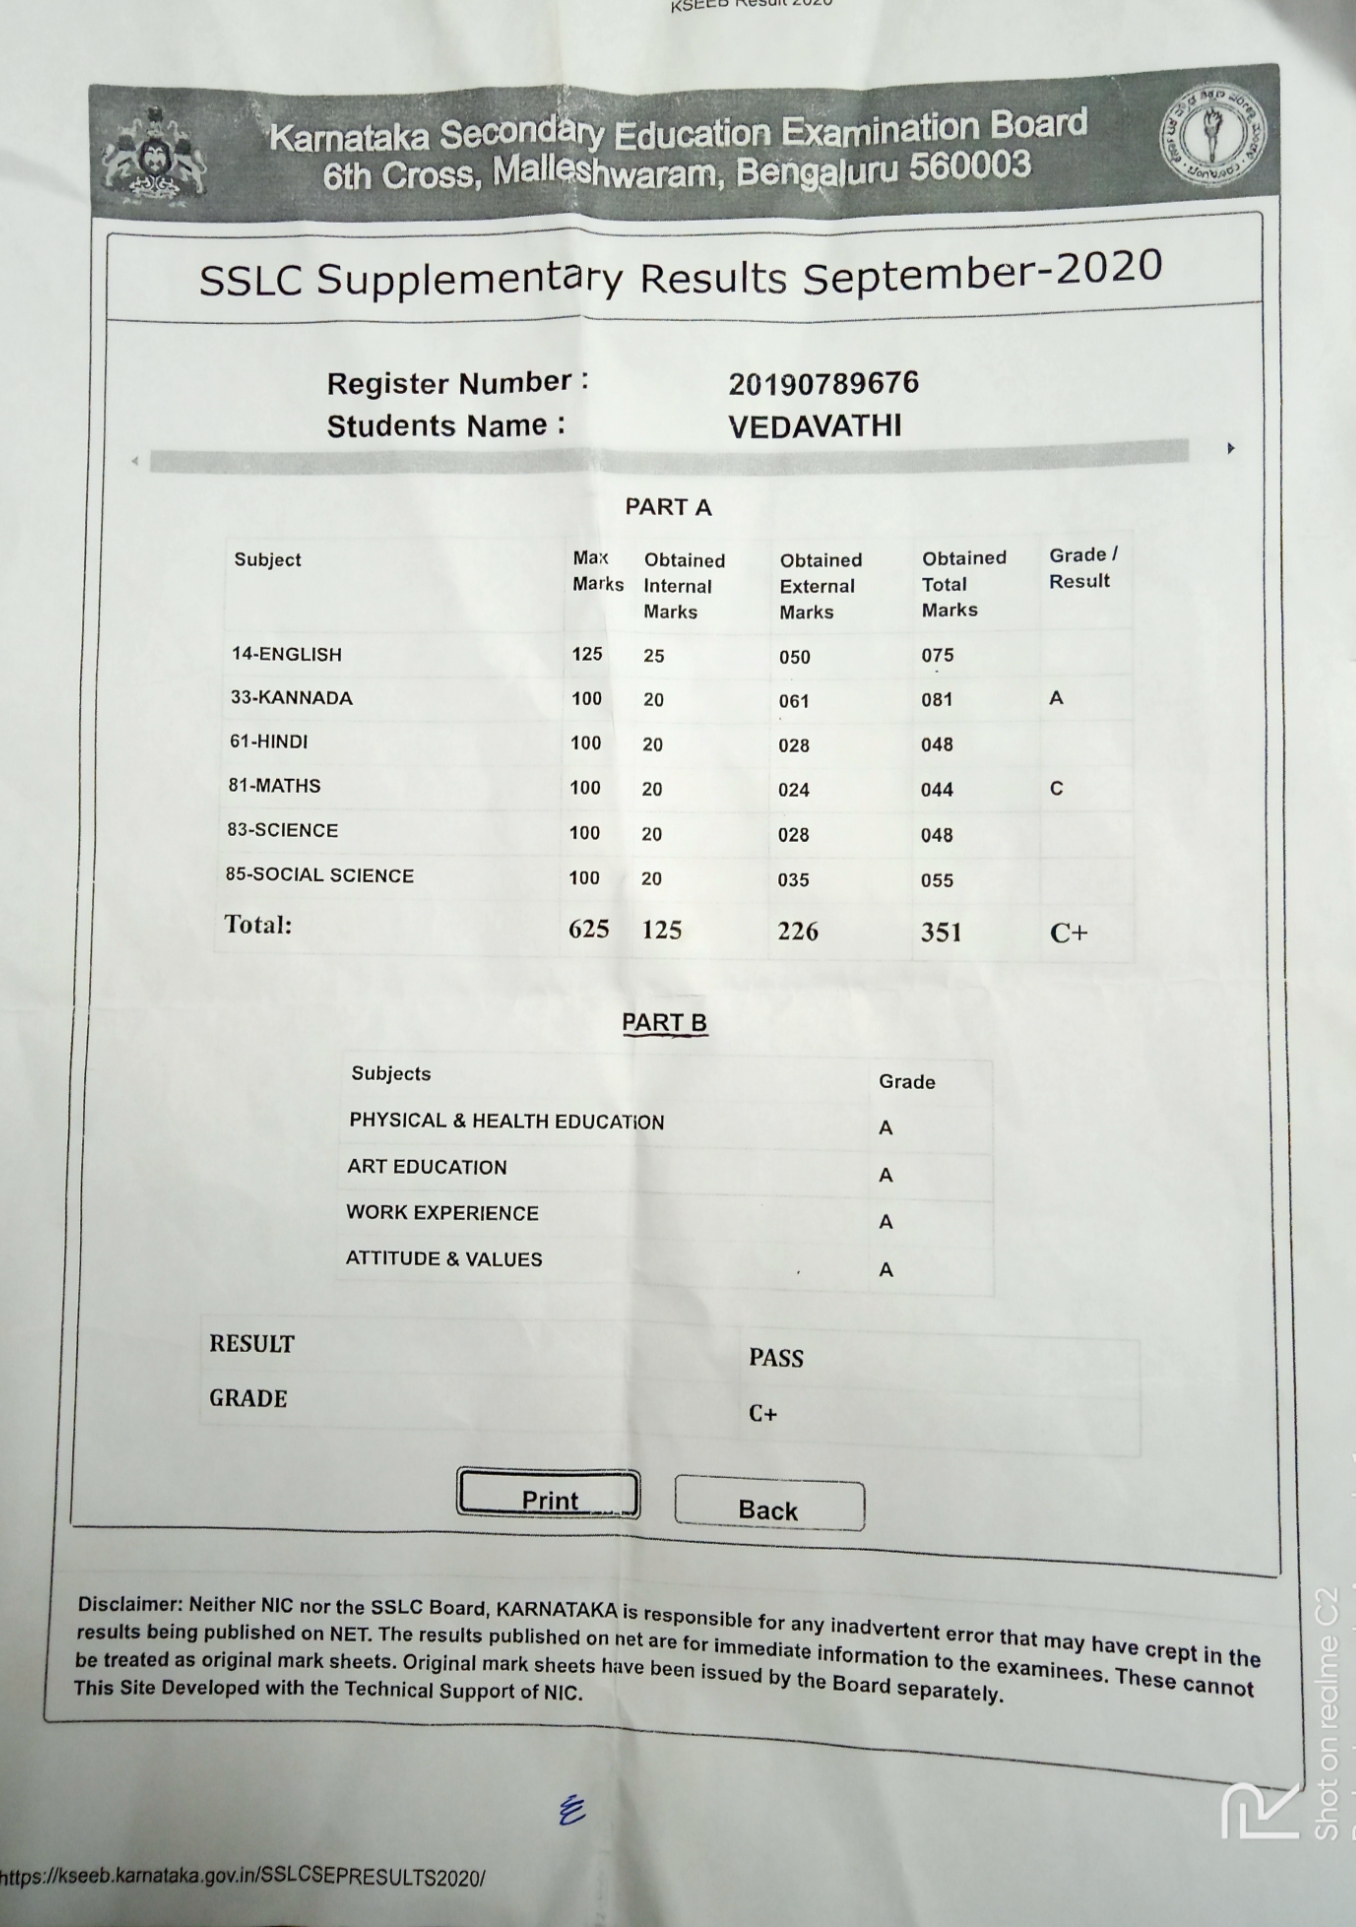 KSEEB Result 2020
Karnataka Secondary Education Examination Board
6th Cross, Malleshwaram, Bengaluru 560003
SSLC Supplementary Results September-2020
Register Number : 20190789676
Students Name : VEDAVATHI
PART A
Subject Max Marks Obtained Internal Marks Obtained External Marks Obtained Total Marks Grade / Result
14-ENGLISH 125 25 050 075
33-KANNADA 100 20 061 081 A
61-HINDI 100 20 028 048
81-MATHS 100 20 024 044 C
83-SCIENCE 100 20 028 048
85-SOCIAL SCIENCE 100 20 035 055
Total: 625 125 226 351 C+
PART B
Subjects Grade
PHYSICAL & HEALTH EDUCATION A
ART EDUCATION A
WORK EXPERIENCE A
ATTITUDE & VALUES A
RESULT PASS
GRADE C+
Print Back
Disclaimer: Neither NIC nor the SSLC Board, KARNATAKA is responsible for any inadvertent error that may have crept in the
results being published on NET. The results published on net are for immediate information to the examinees. These cannot
be treated as original mark sheets. Original mark sheets have been issued by the Board separately.
This Site Developed with the Technical Support of NIC.
https://kseeb.karnataka.gov.in/SSLCSEPRESULTS2020/
Shot on realme C2